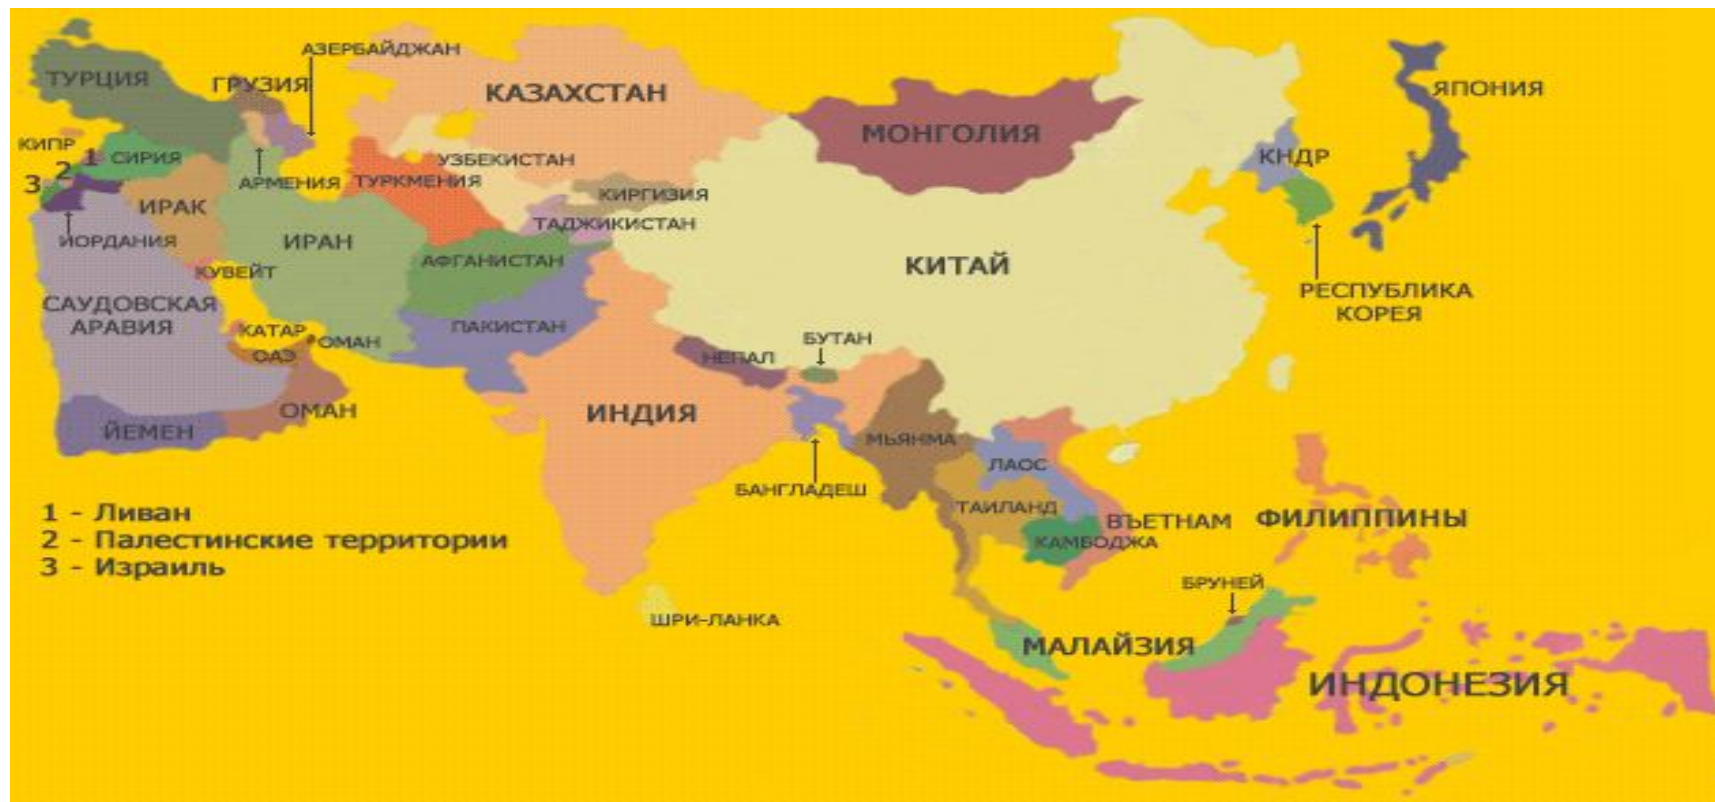 АЗЕРБАЙДЖАН
ТУРЦИЯ
ГРУЗИЯ
КАЗАХСТАН
ЯПОНИЯ
МОНГОЛИЯ
КИПР
1
СИРИЯ
УЗБЕКИСТАН
КНДР
2
3
АРМЕНИЯ
ТУРКМЕНИЯ
КИРГИЗИЯ
ИРАК
ТАДЖИКИСТАН
ИОРДАНИЯ
ИРАН
АФГАНИСТАН
КИТАЙ
КУВЕЙТ
РЕСПУБЛИКА
КОРЕЯ
САУДОВСКАЯ
АРАВИЯ
КАТАР
ОМАН
ПАКИСТАН
БУТАН
ОАЭ
НЕПАЛ
ОМАН
ИНДИЯ
ЙЕМЕН
МЬЯНМА
ЛАОС
БАНГЛАДЕШ
ТАИЛАНД
ВЪЕТНАМ
ФИЛИППИНЫ
КАМБОДЖА
1 - Ливан
2 - Палестинские территории
3 - Израиль
БРУНЕЙ
ШРИ-ЛАНКА
МАЛАЙЗИЯ
ИНДОНЕЗИЯ